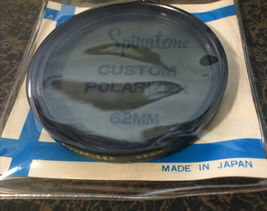 Spiratone
CUSTOM
POLARIZER
62MM
MADE IN JAPAN